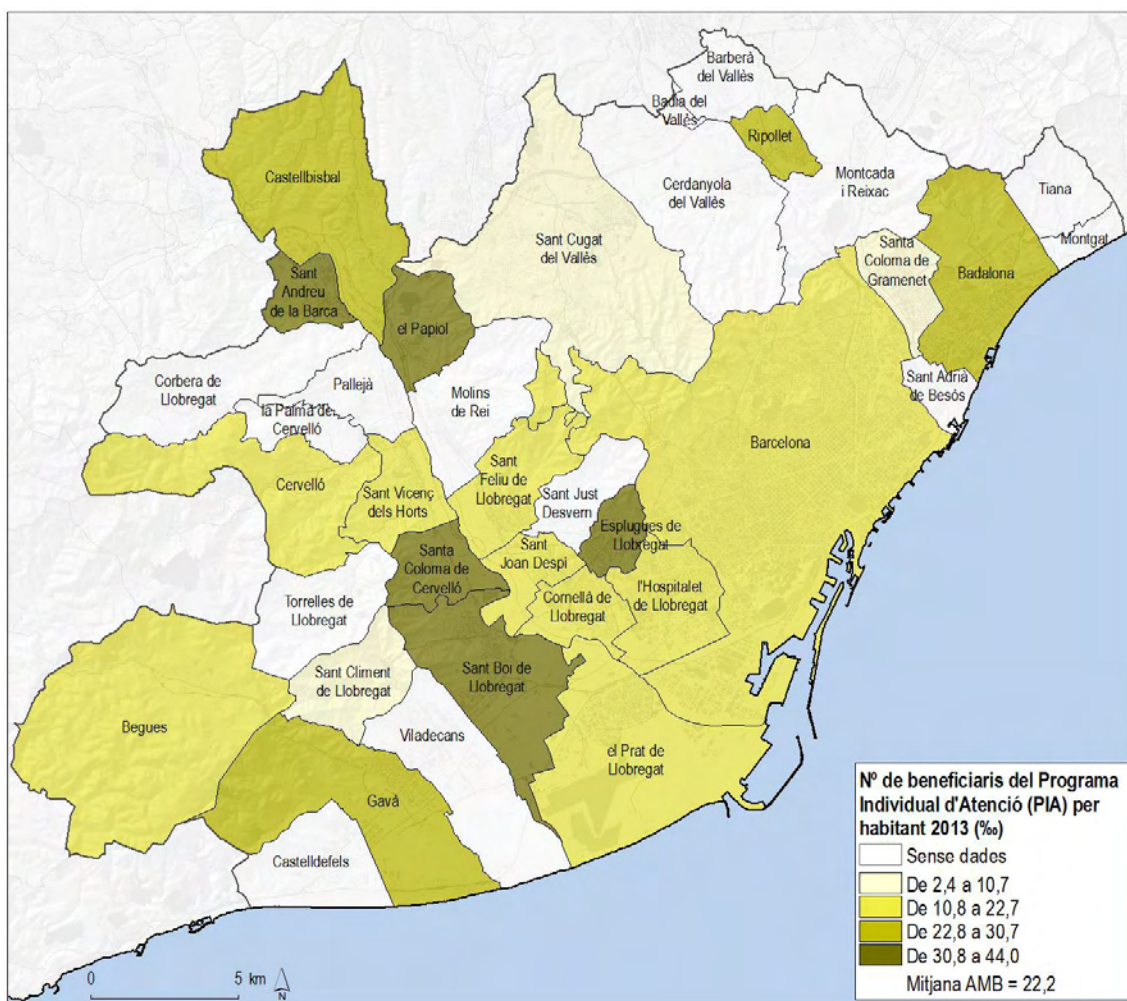 Barberà
del Vallès
Badia del
Vallès
Ripollet
Castellbisbal
Cerdanyola
del Vallès
Montcada
i Reixac
Tiana
Sant Cugat
del Vallès
Santa
Coloma de
Gramenet
Montgat
Badalona
Sant
Andreu
de la Barca
el Papiol
Corbera de
Llobregat
Pallejà
Molins
de Rei
Sant Adrià
de Besòs
la Palma de
Cervelló
Barcelona
Cervelló
Sant Vicenç
dels Horts
Sant
Feliu de
Llobregat
Sant Just
Desvern
Esplugues de
Llobregat
Santa
Coloma de
Cervelló
Sant
Joan Despí
Cornellà de
Llobregat
l'Hospitalet
de Llobregat
Torrelles de
Llobregat
Sant Climent
de Llobregat
Sant Boi de
Llobregat
Begues
Viladecans
el Prat de
Llobregat
Gavà
Castelldefels
Nº de beneficiaris del Programa
Individual d'Atenció (PIA) per
habitant 2013 (‰)
Sense dades
De 2,4 a 10,7
De 10,8 a 22,7
De 22,8 a 30,7
De 30,8 a 44,0
Mitjana AMB = 22,2
0 5 km
N